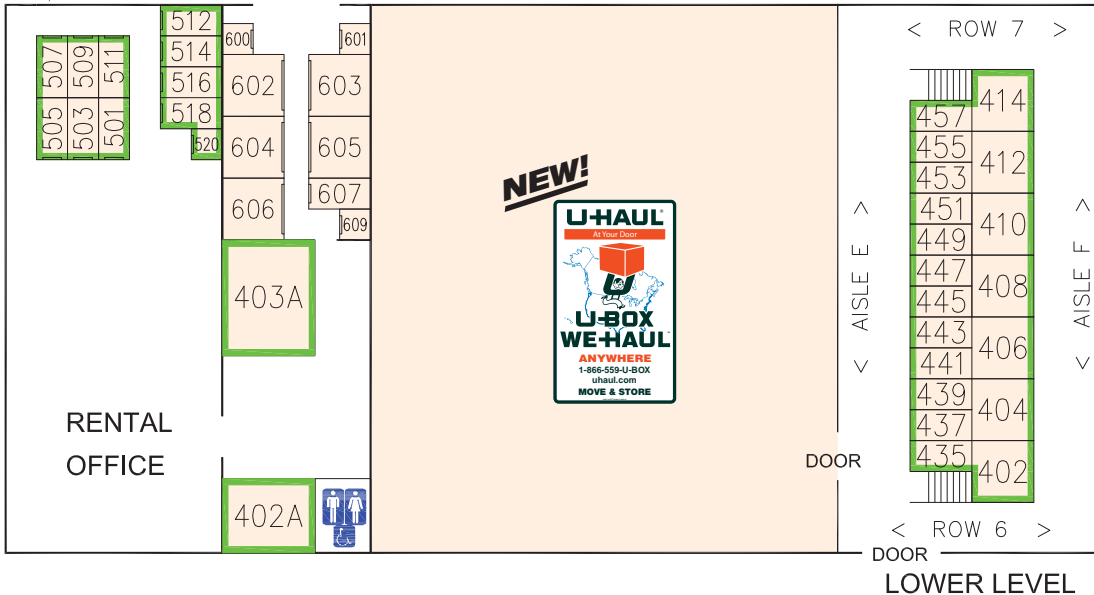 512
514
516
518
520
507
509
511
505
503
501
600
602
604
606
601
603
605
607
609
403A
402A
RENTAL
OFFICE
NEW!
U-HAUL
At Your Door
U
U-BOX
WE-HAUL
ANYWHERE
1-866-559-U-BOX
uhaul.com
MOVE & STORE
DOOR
< AISLE E >
< ROW 7 >
457
455
453
451
449
447
445
443
441
439
437
435
414
412
410
408
406
404
402
< AISLE F >
< ROW 6 >
DOOR
LOWER LEVEL